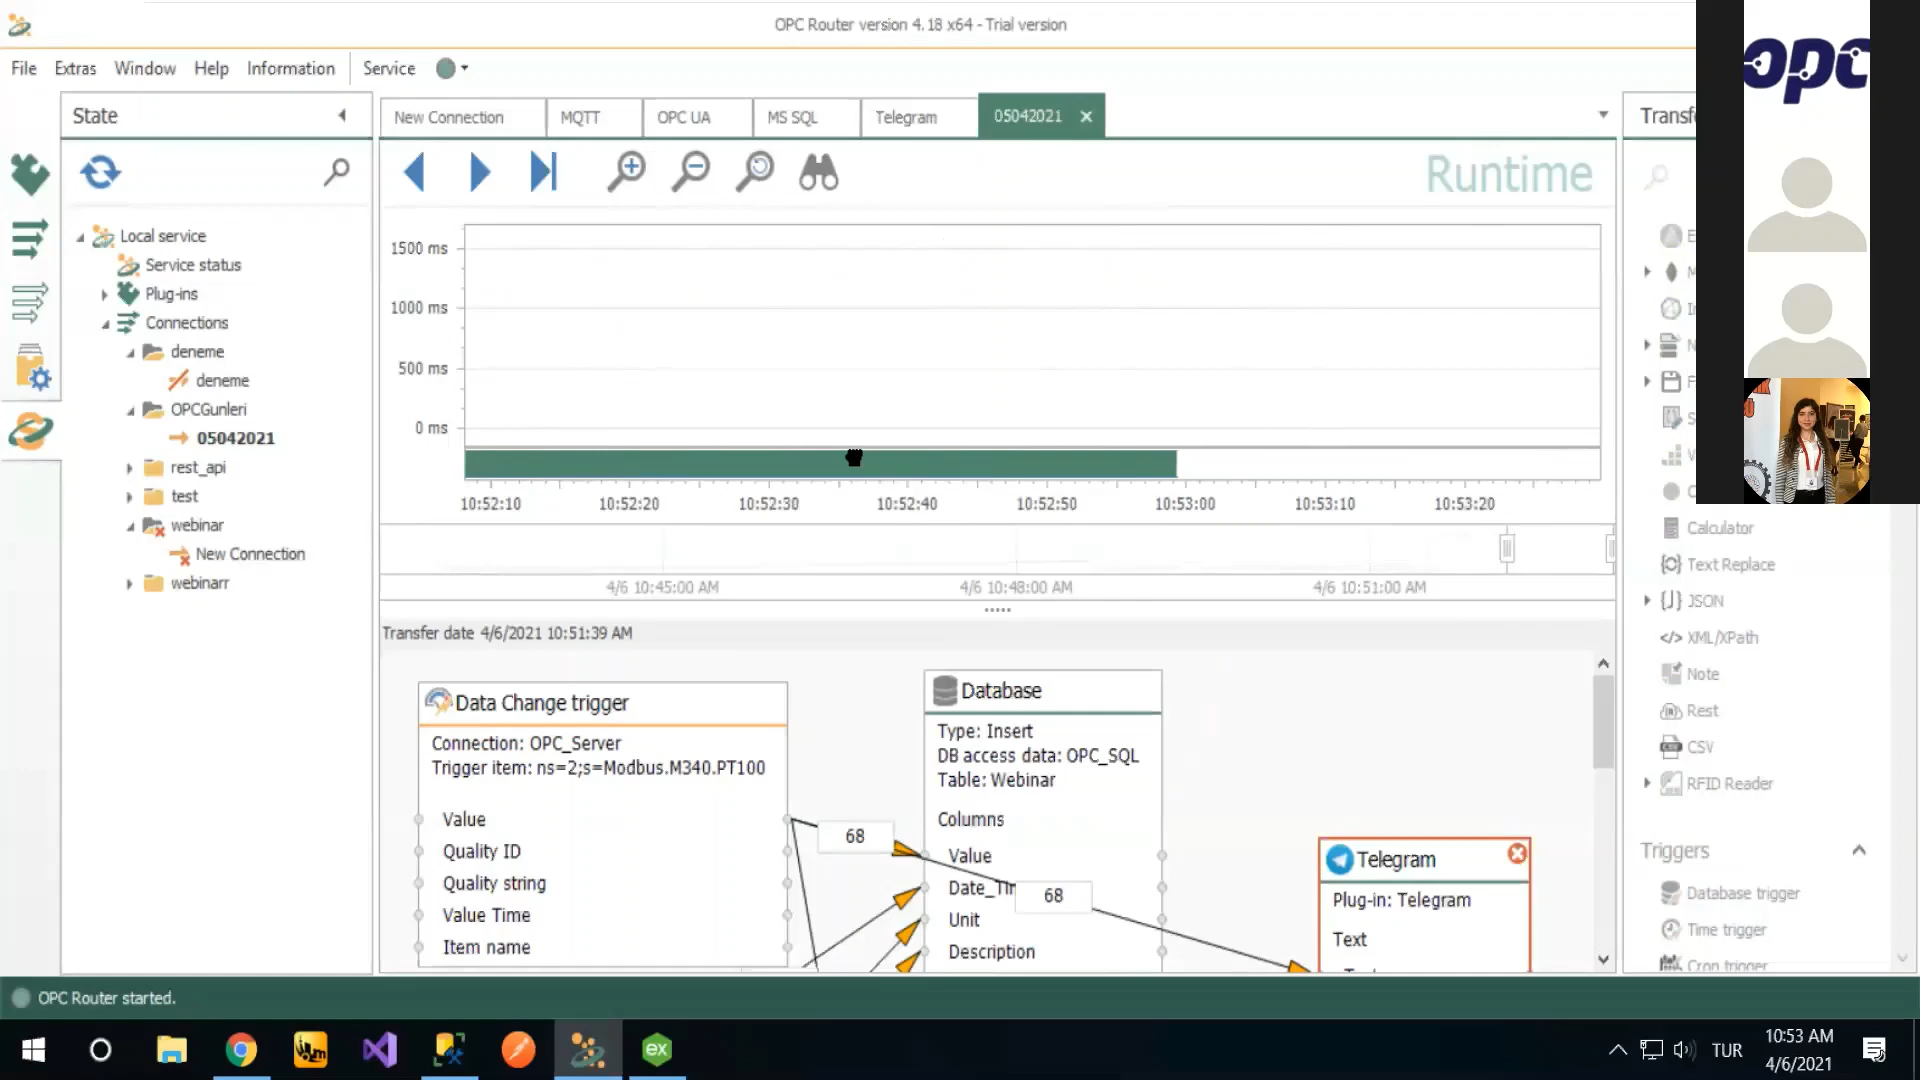 OPC Router version 4.18 x64 - Trial version
opc
File Extras Window Help Information Service
State
New Connection MQTT OPC UA MS SQL Telegram 05042021
Runtime
Local service
Service status
Plug-ins
Connections
deneme
deneme
OPCGunleri
05042021
rest_api
test
webinar
New Connection
webinarr
1500 ms
1000 ms
500 ms
0 ms
10:52:10 10:52:20 10:52:30 10:52:40 10:52:50 10:53:00 10:53:10 10:53:20
4/6 10:45:00 AM 4/6 10:48:00 AM 4/6 10:51:00 AM
Transfer date 4/6/2021 10:51:39 AM
Data Change trigger
Connection: OPC_Server
Trigger item: ns=2;s=Modbus.M340.PT100
Value
Quality ID
Quality string
Value Time
Item name
68
68
Database
Type: Insert
DB access data: OPC_SQL
Table: Webinar
Columns
Value
Unit
Description
Telegram
Plug-in: Telegram
Text
Calculator
Text Replace
JSON
XML/XPath
Note
Rest
CSV
RFID Reader
Triggers
Database trigger
Time trigger
Cron trigger
OPC Router started.
TUR
10:53 AM
4/6/2021